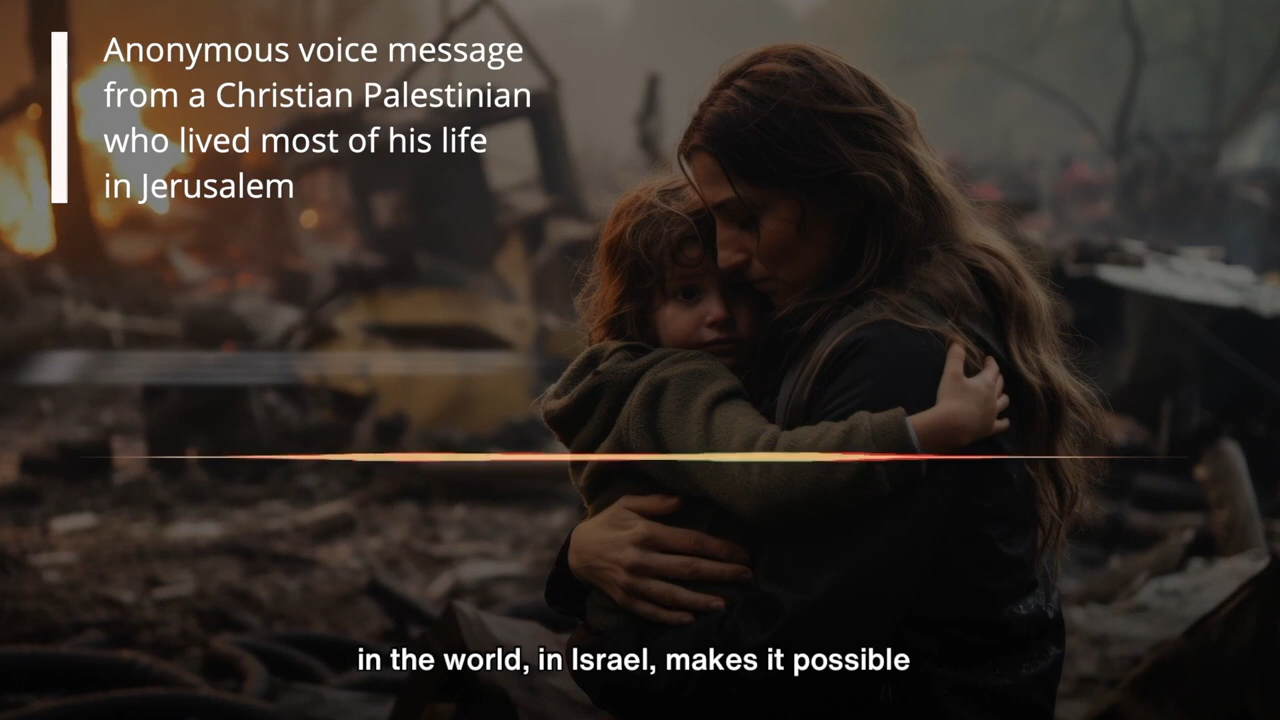 Anonymous voice message
from a Christian Palestinian
who lived most of his life
in Jerusalem
in the world, in Israel, makes it possible